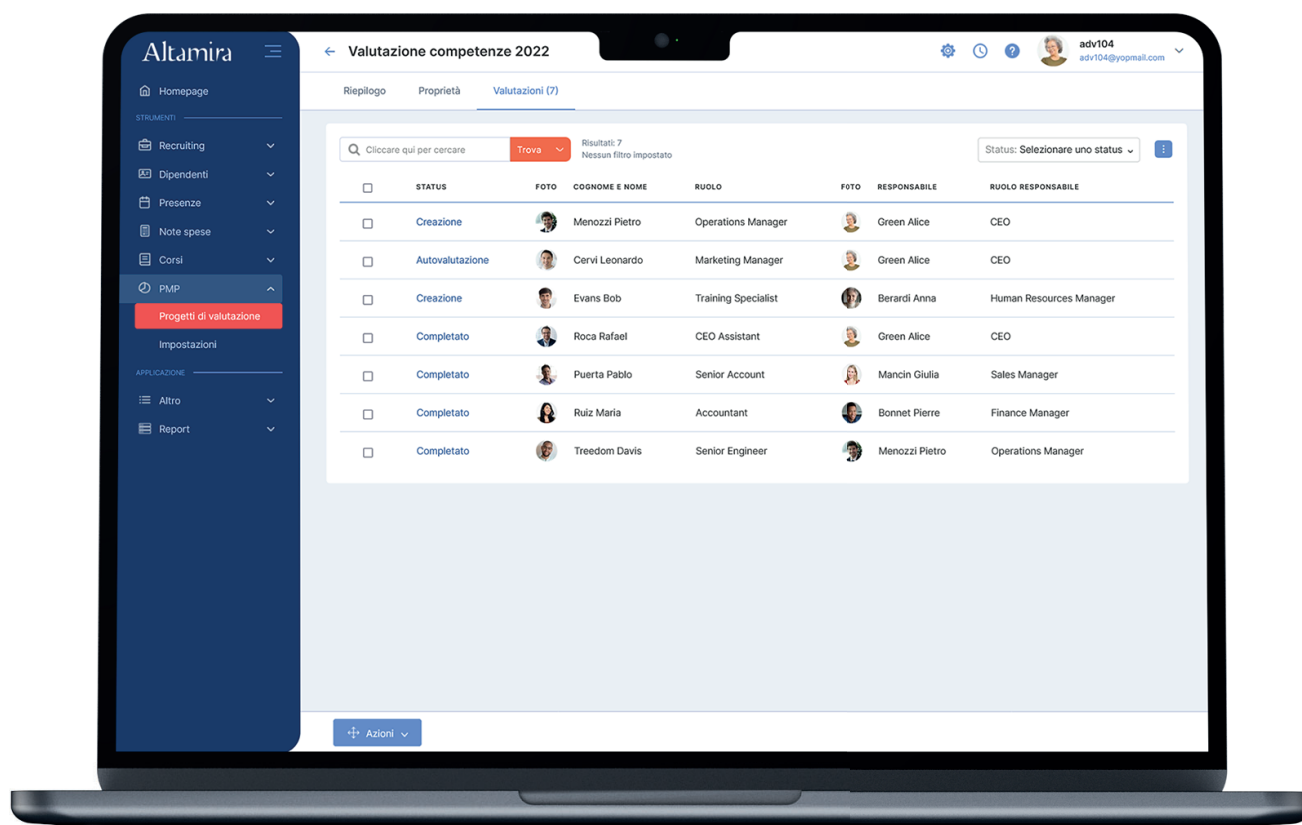 Altamira
Homepage
STRUMENTI
Recruiting
Dipendenti
Presenze
Note spese
Corsi
PMP
Progetti di valutazione
Impostazioni
APPLICAZIONE
Altro
Report
Valutazione competenze 2022
adv104
adv104@yopmail.com
Riepilogo Proprietà Valutazioni (7)
Cliccare qui per cercare Trova
Risultati: 7
Nessun filtro impostato
Status: Selezionare uno status
STATUS FOTO COGNOME E NOME RUOLO FOTO RESPONSABILE RUOLO RESPONSABILE
Creazione Menozzi Pietro Operations Manager Green Alice CEO
Autovalutazione Cervi Leonardo Marketing Manager Green Alice CEO
Creazione Evans Bob Training Specialist Berardi Anna Human Resources Manager
Completato Roca Rafael CEO Assistant Green Alice CEO
Completato Puerta Pablo Senior Account Mancin Giulia Sales Manager
Completato Ruiz Maria Accountant Bonnet Pierre Finance Manager
Completato Treedom Davis Senior Engineer Menozzi Pietro Operations Manager
Azioni